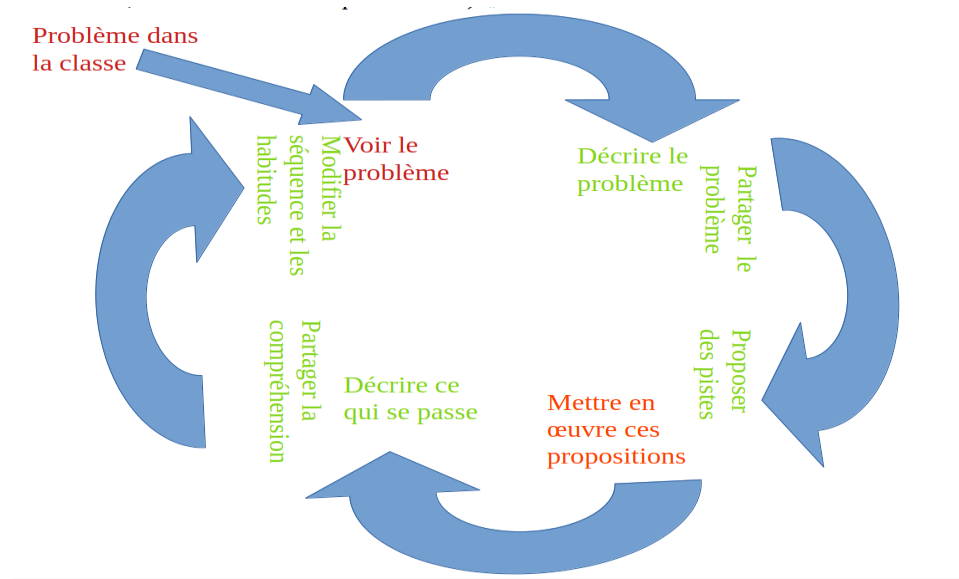 Problème dans
la classe
Voir le
problème
Décrire le
problème
Partager le
problème
Proposer
des pistes
Mettre en
œuvre ces
propositions
Décrire ce
qui se passe
Partager la
compréhension
Modifier la
séquence et les
habitudes